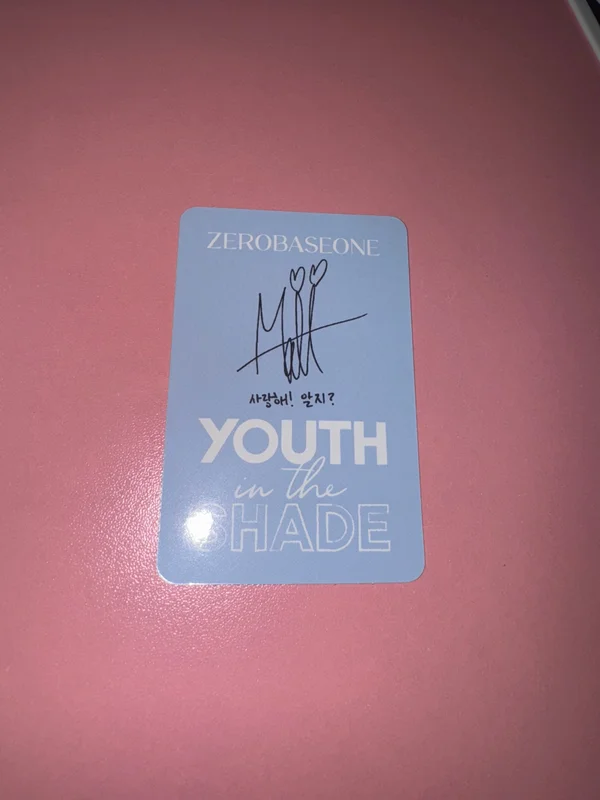 ZEROBASEONE
사랑해! 알지?
YOUTH
in the
SHADE